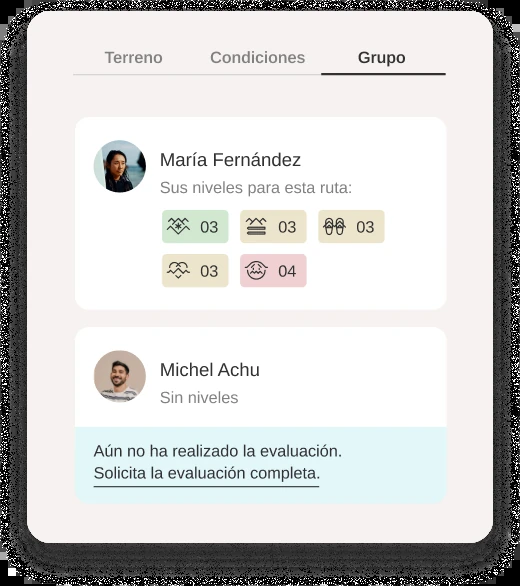 Terreno Condiciones Grupo
María Fernández
Sus niveles para esta ruta:
03 03 03
03 04
Michel Achu
Sin niveles
Aún no ha realizado la evaluación.
Solicita la evaluación completa.